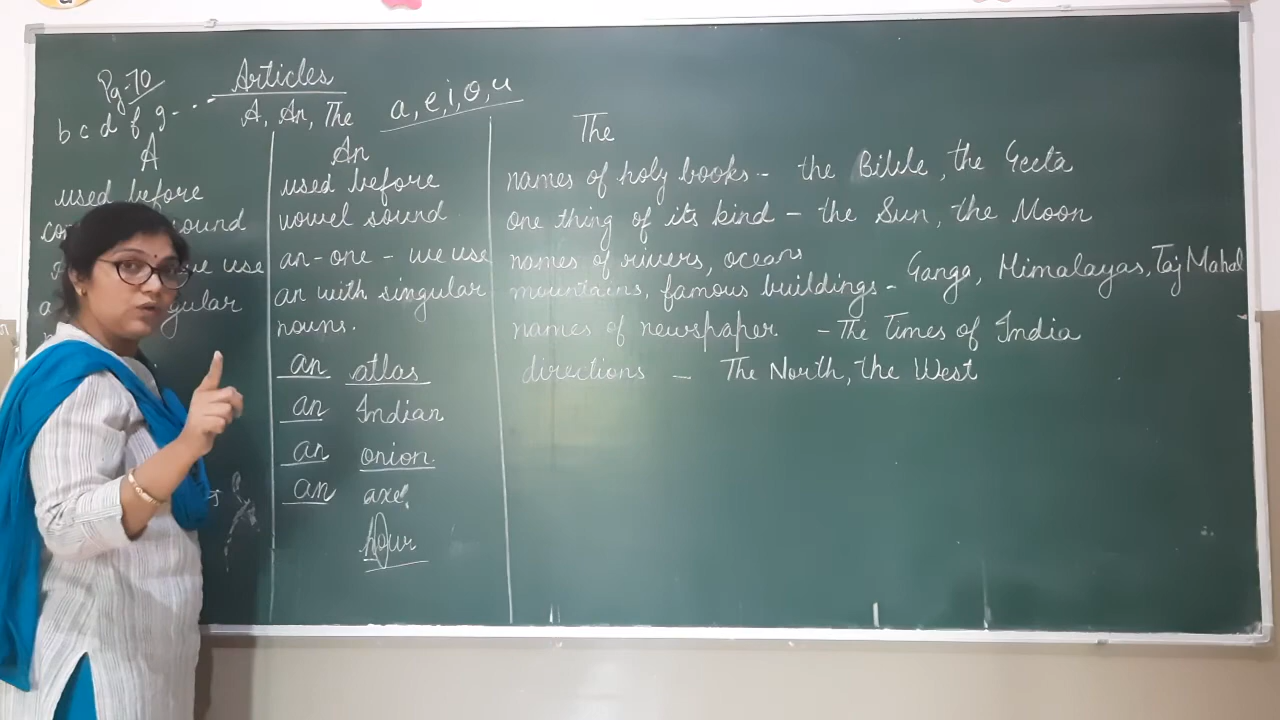 Pg-70
Articles
b c d f g - ...
A, An, The
a, e, i, o, u
A
used before
sound
we use
a
An
used before
vowel sound
an-one - we use
an with singular
nouns.
an atlas
an Indian
an onion.
an axe.
hour
The
names of holy books - the Bible, the Geeta
one thing of its kind - the Sun, the Moon
names of rivers, oceans
mountains, famous buildings - Ganga, Himalayas, Taj Mahal
names of newspaper. - The Times of India
directions - The North, the West